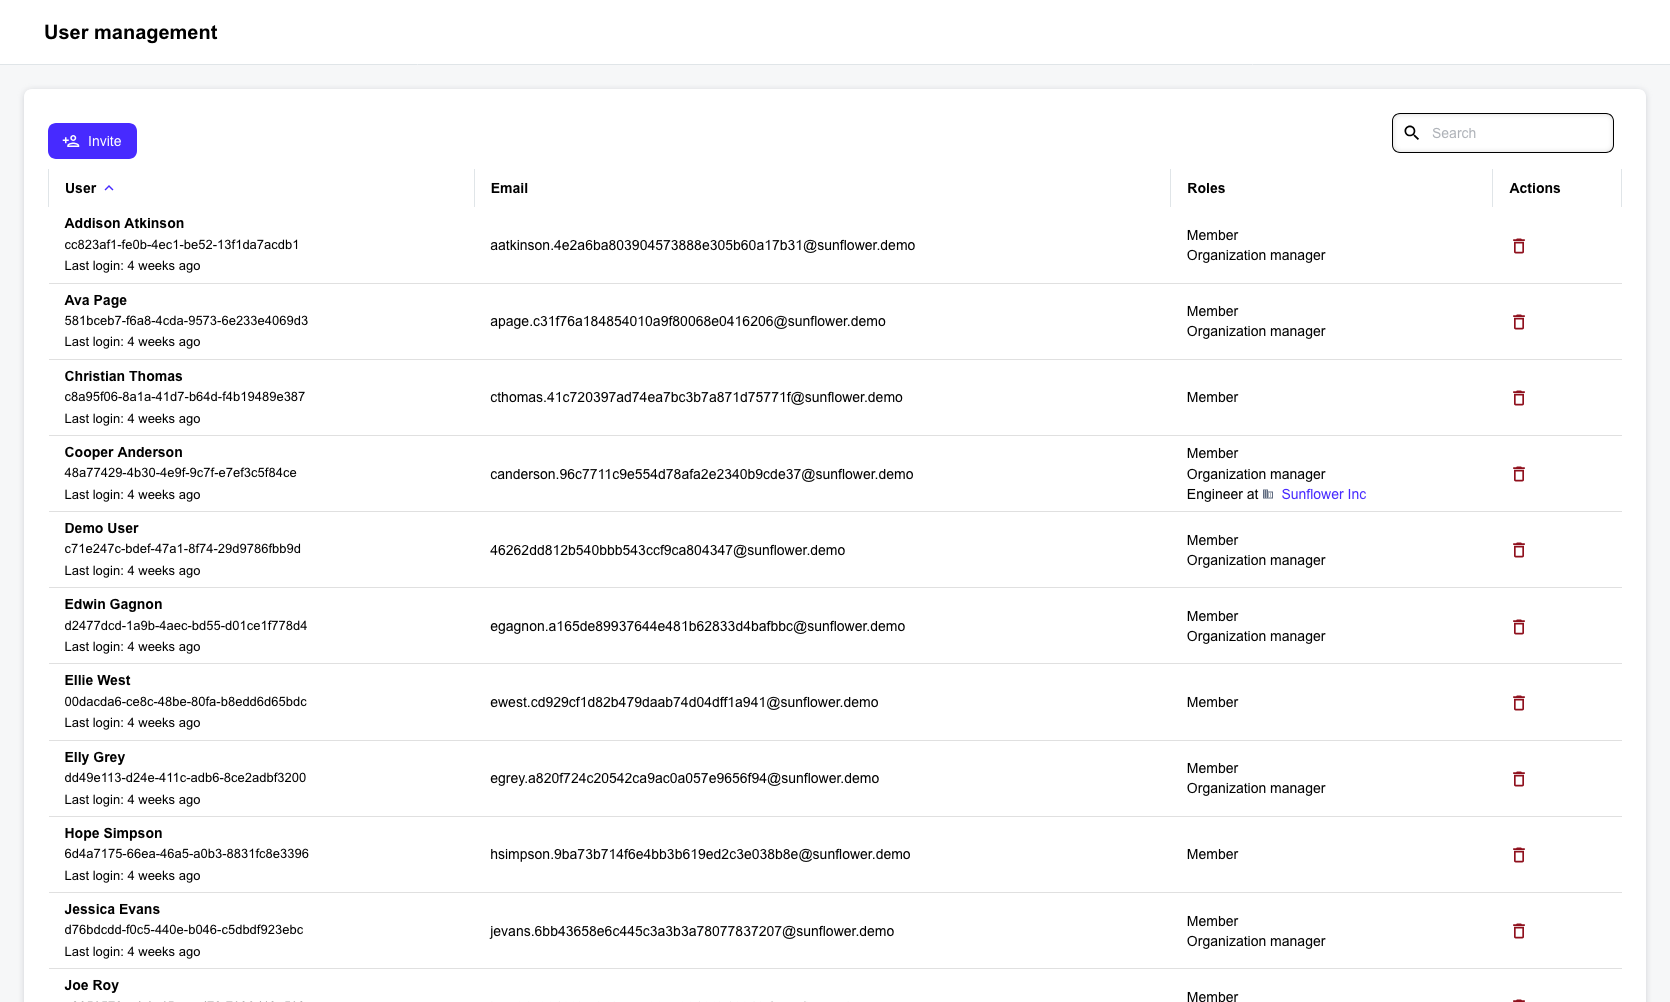 User management
Invite
Search
User
Email
Roles
Actions
Addison Atkinson
cc823af1-fe0b-4ec1-be52-13f1da7acdb1
Last login: 4 weeks ago
aatkinson.4e2a6ba803904573888e305b60a17b31@sunflower.demo
Member
Organization manager
Ava Page
581bceb7-f6a8-4cda-9573-6e233e4069d3
Last login: 4 weeks ago
apage.c31f76a184854010a9f80068e0416206@sunflower.demo
Member
Organization manager
Christian Thomas
c8a95f06-8a1a-41d7-b64d-f4b19489e387
Last login: 4 weeks ago
cthomas.41c720397ad74ea7bc3b7a871d75771f@sunflower.demo
Member
Cooper Anderson
48a77429-4b30-4e9f-9c7f-e7ef3c5f84ce
Last login: 4 weeks ago
canderson.96c7711c9e554d78afa2e2340b9cde37@sunflower.demo
Member
Organization manager
Engineer at Sunflower Inc
Demo User
c71e247c-bdef-47a1-8f74-29d9786fbb9d
Last login: 4 weeks ago
46262dd812b540bbb543ccf9ca804347@sunflower.demo
Member
Organization manager
Edwin Gagnon
d2477dcd-1a9b-4aec-bd55-d01ce1f778d4
Last login: 4 weeks ago
egagnon.a165de89937644e481b62833d4bafbbc@sunflower.demo
Member
Organization manager
Ellie West
00dacda6-ce8c-48be-80fa-b8edd6d65bdc
Last login: 4 weeks ago
ewest.cd929cf1d82b479daab74d04dff1a941@sunflower.demo
Member
Elly Grey
dd49e113-d24e-411c-adb6-8ce2adbf3200
Last login: 4 weeks ago
egrey.a820f724c20542ca9ac0a057e9656f94@sunflower.demo
Member
Organization manager
Hope Simpson
6d4a7175-66ea-46a5-a0b3-8831fc8e3396
Last login: 4 weeks ago
hsimpson.9ba73b714f6e4bb3b619ed2c3e038b8e@sunflower.demo
Member
Jessica Evans
d76bdcdd-f0c5-440e-b046-c5dbdf923ebc
Last login: 4 weeks ago
jevans.6bb43658e6c445c3a3b3a78077837207@sunflower.demo
Member
Organization manager
Joe Roy
Member